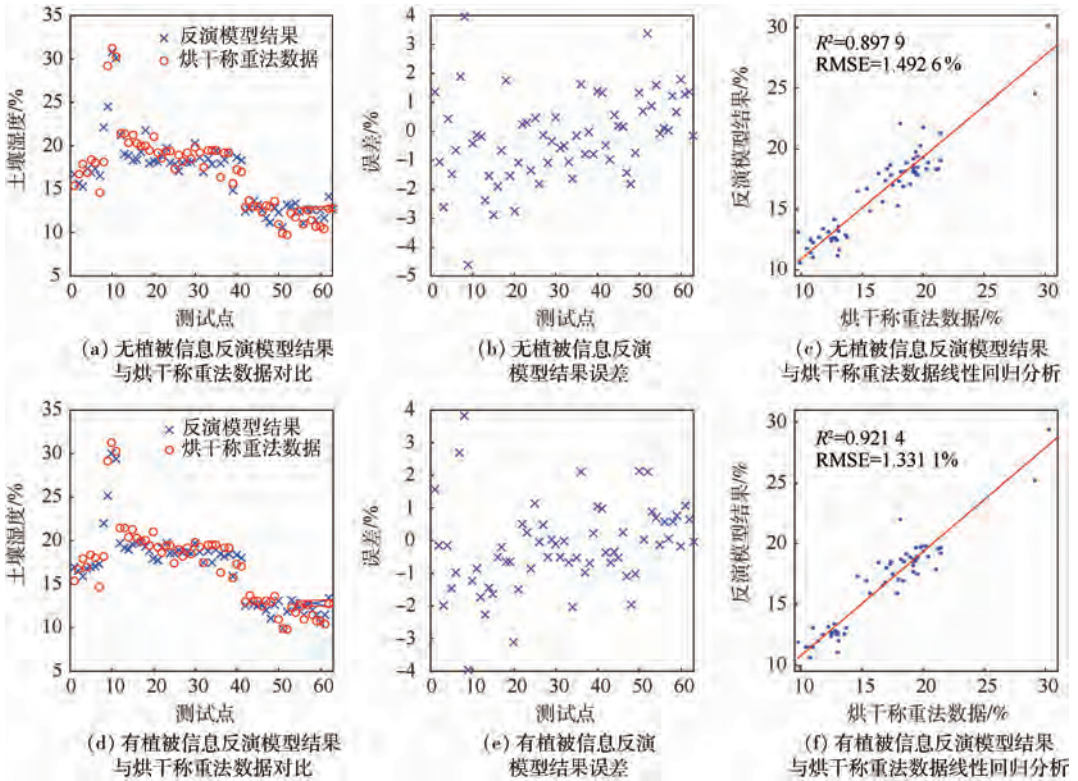 反演模型结果
烘干称重法数据
土壤湿度/%
35
30
25
20
15
10
5
0 10 20 30 40 50 60
测试点
(a) 无植被信息反演模型结果
与烘干称重法数据对比
误差/%
4
3
2
1
0
-1
-2
-3
-4
-5
0 20 40 60
测试点
(b) 无植被信息反演
模型结果误差
R²=0.897 9
RMSE=1.492 6%
反演模型结果/%
30
25
20
15
10
10 15 20 25 30
烘干称重法数据/%
(c) 无植被信息反演模型结果
与烘干称重法数据线性回归分析
反演模型结果
烘干称重法数据
土壤湿度/%
35
30
25
20
15
10
5
0 10 20 30 40 50 60
测试点
(d) 有植被信息反演模型结果
与烘干称重法数据对比
误差/%
4
3
2
1
0
-1
-2
-3
-4
0 20 40 60
测试点
(e) 有植被信息反演
模型结果误差
R²=0.921 4
RMSE=1.331 1%
反演模型结果/%
30
25
20
15
10
10 15 20 25 30
烘干称重法数据/%
(f) 有植被信息反演模型结果
与烘干称重法数据线性回归分析